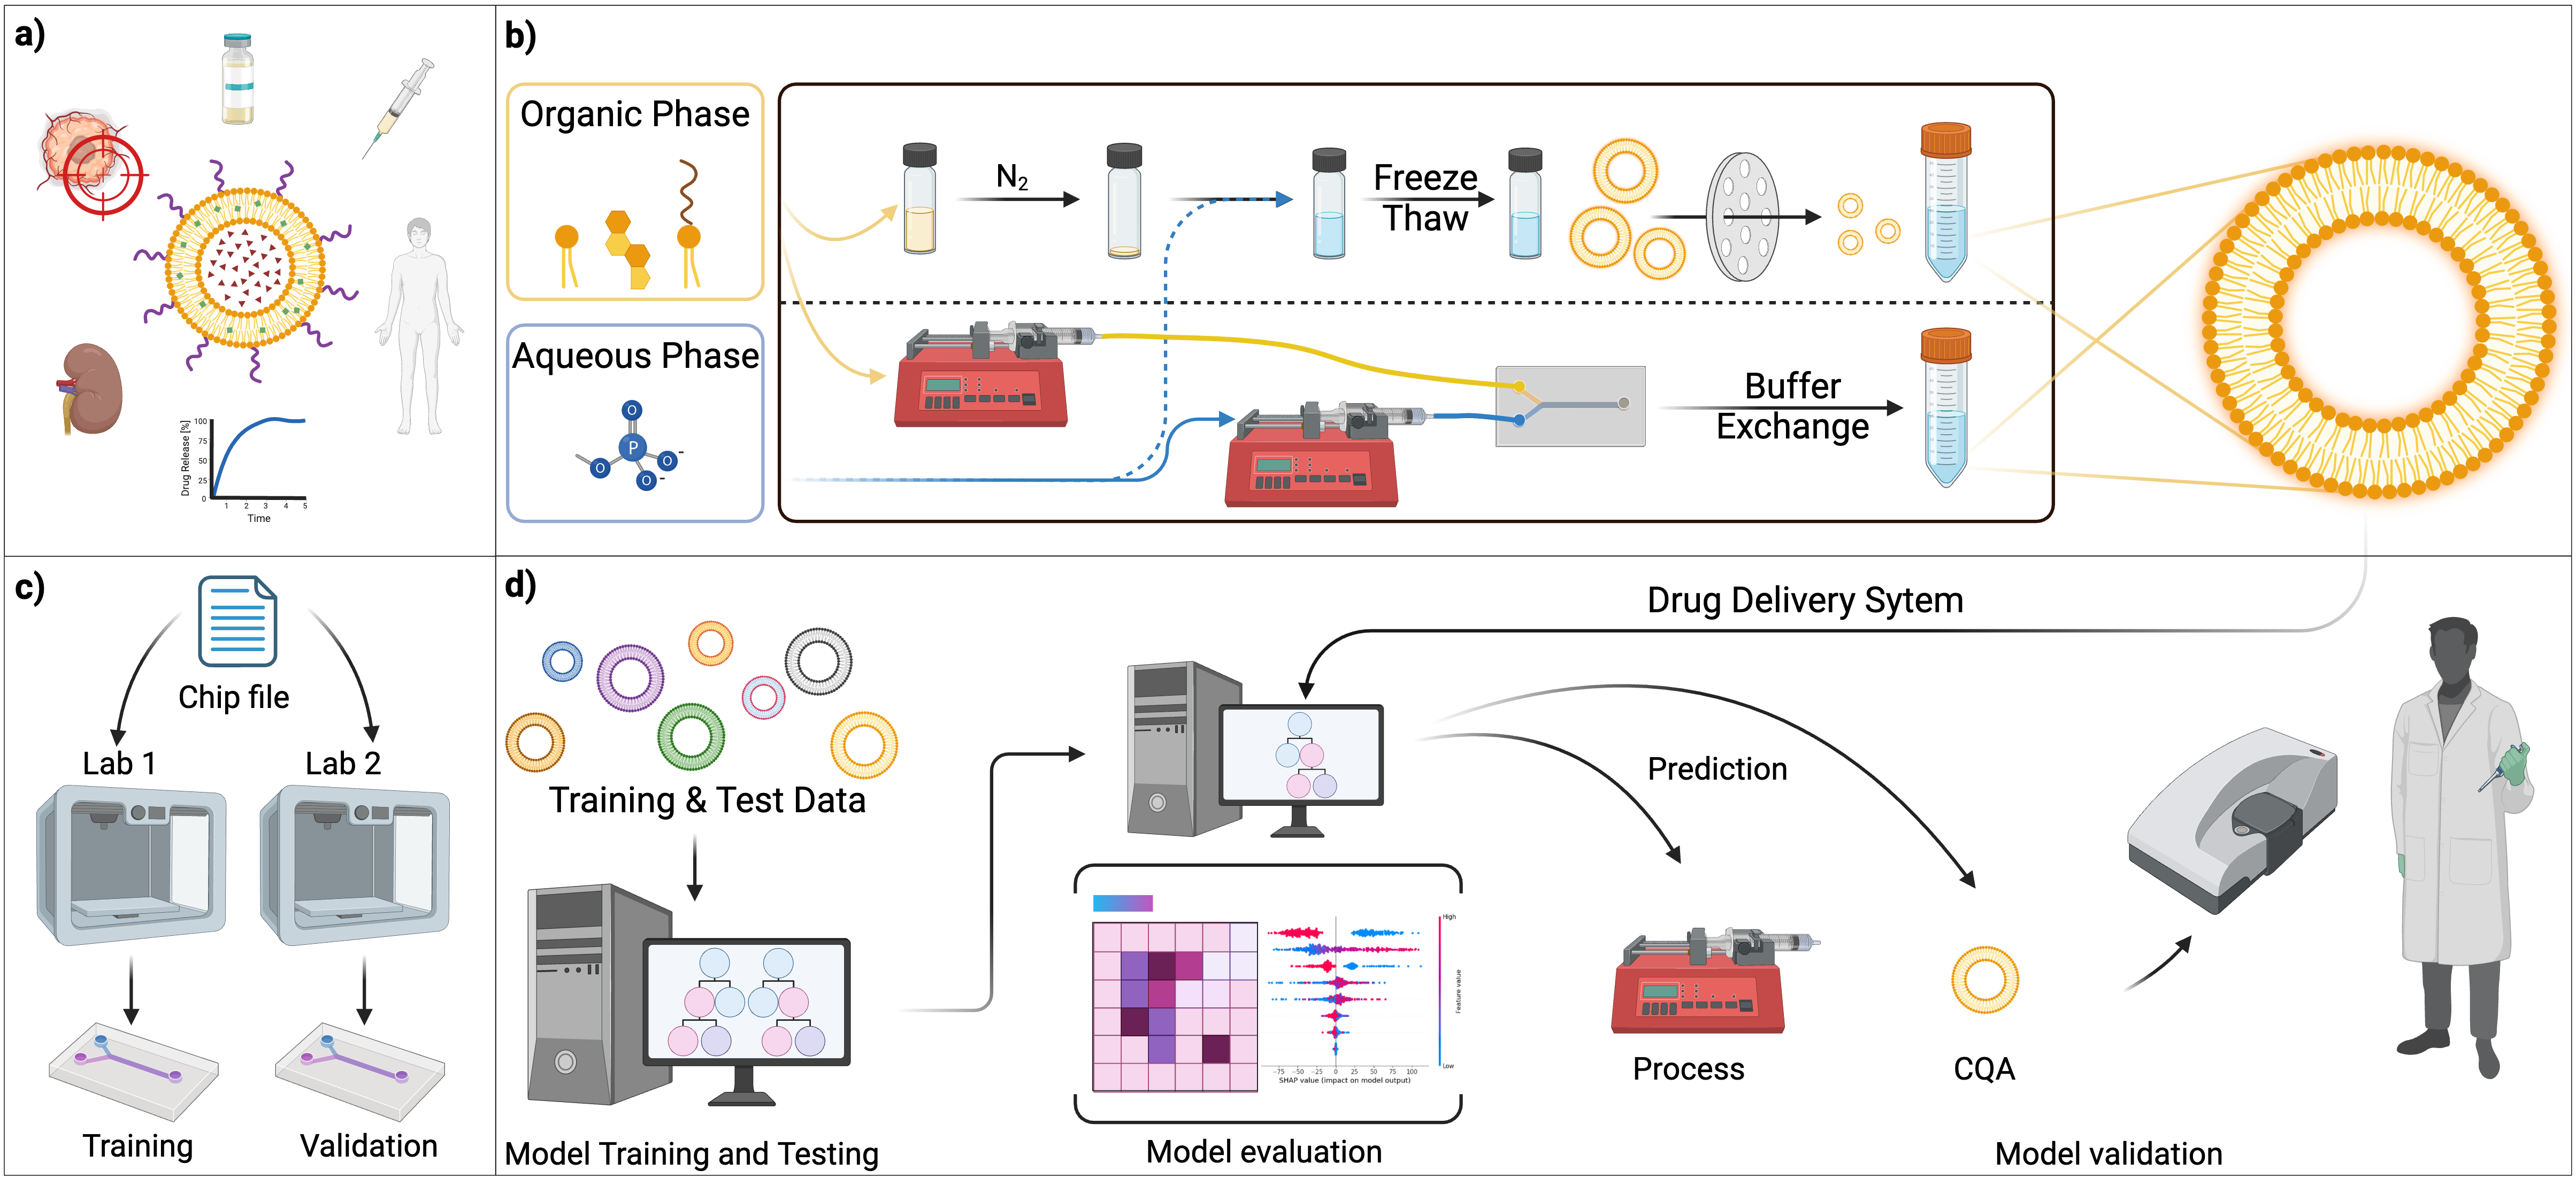 a)
Drug Release [%]
100
75
50
25
0
1 2 3 4 5
Time
b)
Organic Phase
Aqueous Phase
O
P
O
O
-
O
-
N2
Freeze
Thaw
Buffer
Exchange
c)
Chip file
Lab 1
Lab 2
Training
Validation
d)
Training & Test Data
Model Training and Testing
Drug Delivery Sytem
Prediction
High
Feature value
Low
-75 -50 -25 0 25 50 75 100
SHAP value (impact on model output)
Model evaluation
Process
CQA
Model validation